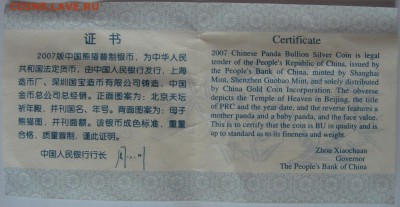 证 书
2007版中国熊猫普制银币，为中华人民
共和国法定货币，由中国人民银行发行，上海
造币厂、深圳国宝造币有限公司铸造，中国
金币总公司总经销。正面图案为：北京天坛
祈年殿，并刊国名、年号。背面图案为：母子
熊猫图，并刊面额。该银币成色标准，重量
合格，质量普制，谨此证明。
中国人民银行行长
Certificate
2007 Chinese Panda Bullion Silver Coin is legal
tender of the People's Republic of China, issued
by the People's Bank of China, minted by Shanghai
Mint, Shenzhen Guobao Mint, and solely distributed
by China Gold Coin Incorporation. The obverse
depicts the Temple of Heaven in Beijing, the title
of PRC and the year date, and the reverse features a
mother panda and a baby panda, and the face value.
This is to certify that the coin is BU in quality and is
up to standard as to its fineness and weight.
Zhou Xiaochuan
Governor
The People's Bank of China